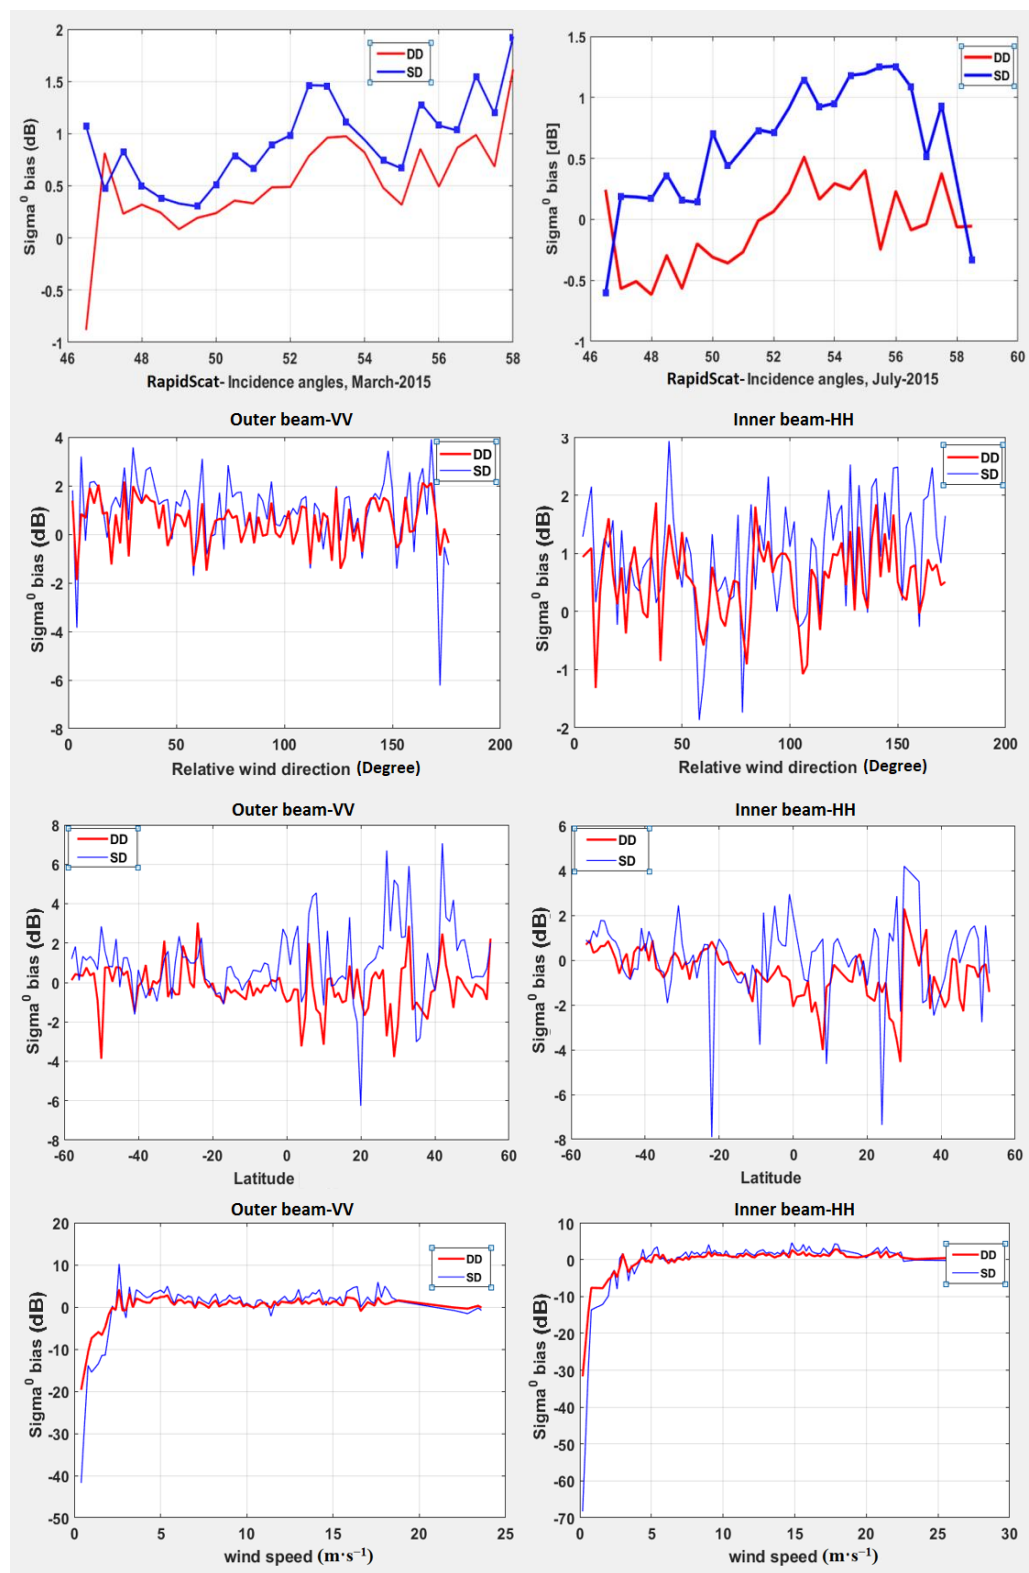 2
1.5
1
0.5
0
-0.5
-1
Sigma⁰ bias (dB)
DD
SD
46 48 50 52 54 56 58
RapidScat- Incidence angles, March-2015
1.5
1
0.5
0
-0.5
-1
Sigma⁰ bias [dB]
DD
SD
46 48 50 52 54 56 58 60
RapidScat- Incidence angles, July-2015
Outer beam-VV
4
2
0
-2
-4
-6
-8
Sigma⁰ bias (dB)
DD
SD
0 50 100 150 200
Relative wind direction (Degree)
Inner beam-HH
3
2
1
0
-1
-2
Sigma⁰ bias (dB)
DD
SD
0 50 100 150 200
Relative wind direction (Degree)
Outer beam-VV
8
6
4
2
0
-2
-4
-6
-8
Sigma⁰ bias (dB)
DD
SD
-60 -40 -20 0 20 40 60
Latitude
Inner beam-HH
6
4
2
0
-2
-4
-6
-8
Sigma⁰ bias (dB)
DD
SD
-60 -40 -20 0 20 40 60
Latitude
Outer beam-VV
20
10
0
-10
-20
-30
-40
-50
Sigma⁰ bias (dB)
DD
SD
0 5 10 15 20 25
wind speed (m·s⁻¹)
Inner beam-HH
10
0
-10
-20
-30
-40
-50
-60
-70
Sigma⁰ bias (dB)
DD
SD
0 5 10 15 20 25 30
wind speed (m·s⁻¹)